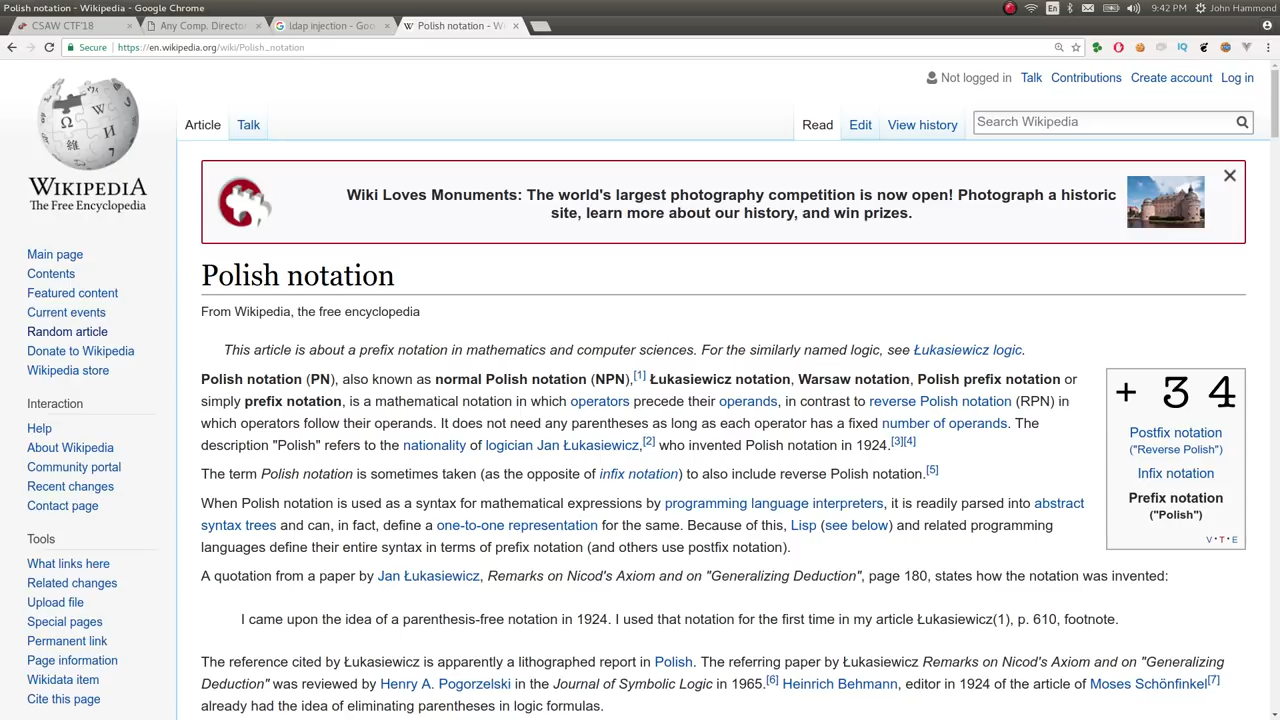 Polish notation - Wikipedia - Google Chrome
En
9:42 PM
John Hammond
CSAW CTF'18
Any Comp. Director
ldap injection - Goo
Polish notation - Wi
Secure
https://en.wikipedia.org/wiki/Polish_notation
IQ
Not logged in Talk Contributions Create account Log in
Article Talk
Read Edit View history
Search Wikipedia
WIKIPEDIA
The Free Encyclopedia
Main page
Contents
Featured content
Current events
Random article
Donate to Wikipedia
Wikipedia store
Interaction
Help
About Wikipedia
Community portal
Recent changes
Contact page
Tools
What links here
Related changes
Upload file
Special pages
Permanent link
Page information
Wikidata item
Cite this page
Wiki Loves Monuments: The world's largest photography competition is now open! Photograph a historic
site, learn more about our history, and win prizes.
Polish notation
From Wikipedia, the free encyclopedia
This article is about a prefix notation in mathematics and computer sciences. For the similarly named logic, see Łukasiewicz logic.
Polish notation (PN), also known as normal Polish notation (NPN),[1] Łukasiewicz notation, Warsaw notation, Polish prefix notation or
simply prefix notation, is a mathematical notation in which operators precede their operands, in contrast to reverse Polish notation (RPN) in
which operators follow their operands. It does not need any parentheses as long as each operator has a fixed number of operands. The
description "Polish" refers to the nationality of logician Jan Łukasiewicz,[2] who invented Polish notation in 1924.[3][4]
The term Polish notation is sometimes taken (as the opposite of infix notation) to also include reverse Polish notation.[5]
When Polish notation is used as a syntax for mathematical expressions by programming language interpreters, it is readily parsed into abstract
syntax trees and can, in fact, define a one-to-one representation for the same. Because of this, Lisp (see below) and related programming
languages define their entire syntax in terms of prefix notation (and others use postfix notation).
A quotation from a paper by Jan Łukasiewicz, Remarks on Nicod's Axiom and on "Generalizing Deduction", page 180, states how the notation was invented:
I came upon the idea of a parenthesis-free notation in 1924. I used that notation for the first time in my article Łukasiewicz(1), p. 610, footnote.
The reference cited by Łukasiewicz is apparently a lithographed report in Polish. The referring paper by Łukasiewicz Remarks on Nicod's Axiom and on "Generalizing
Deduction" was reviewed by Henry A. Pogorzelski in the Journal of Symbolic Logic in 1965.[6] Heinrich Behmann, editor in 1924 of the article of Moses Schönfinkel[7]
already had the idea of eliminating parentheses in logic formulas.
+ 3 4
Postfix notation
("Reverse Polish")
Infix notation
Prefix notation
("Polish")
V • T • E